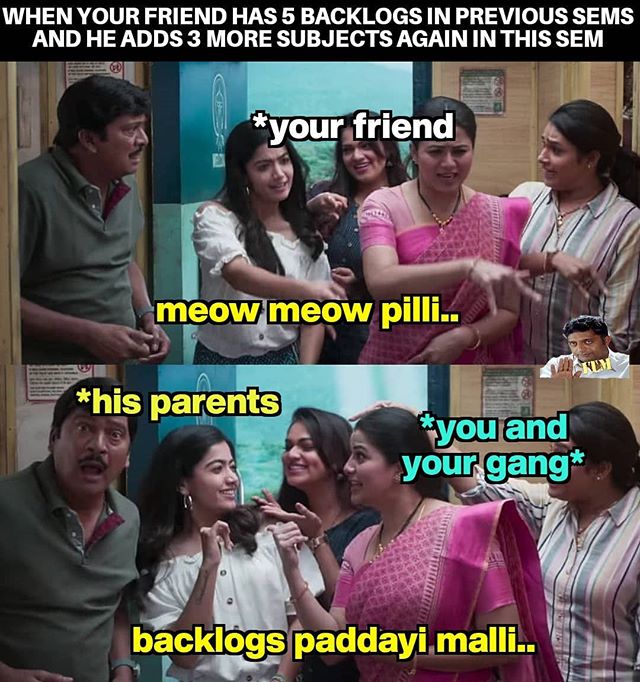 WHEN YOUR FRIEND HAS 5 BACKLOGS IN PREVIOUS SEMS
AND HE ADDS 3 MORE SUBJECTS AGAIN IN THIS SEM
*your friend
meow meow pilli..
*his parents
*you and
your gang*
backlogs paddayi malli..